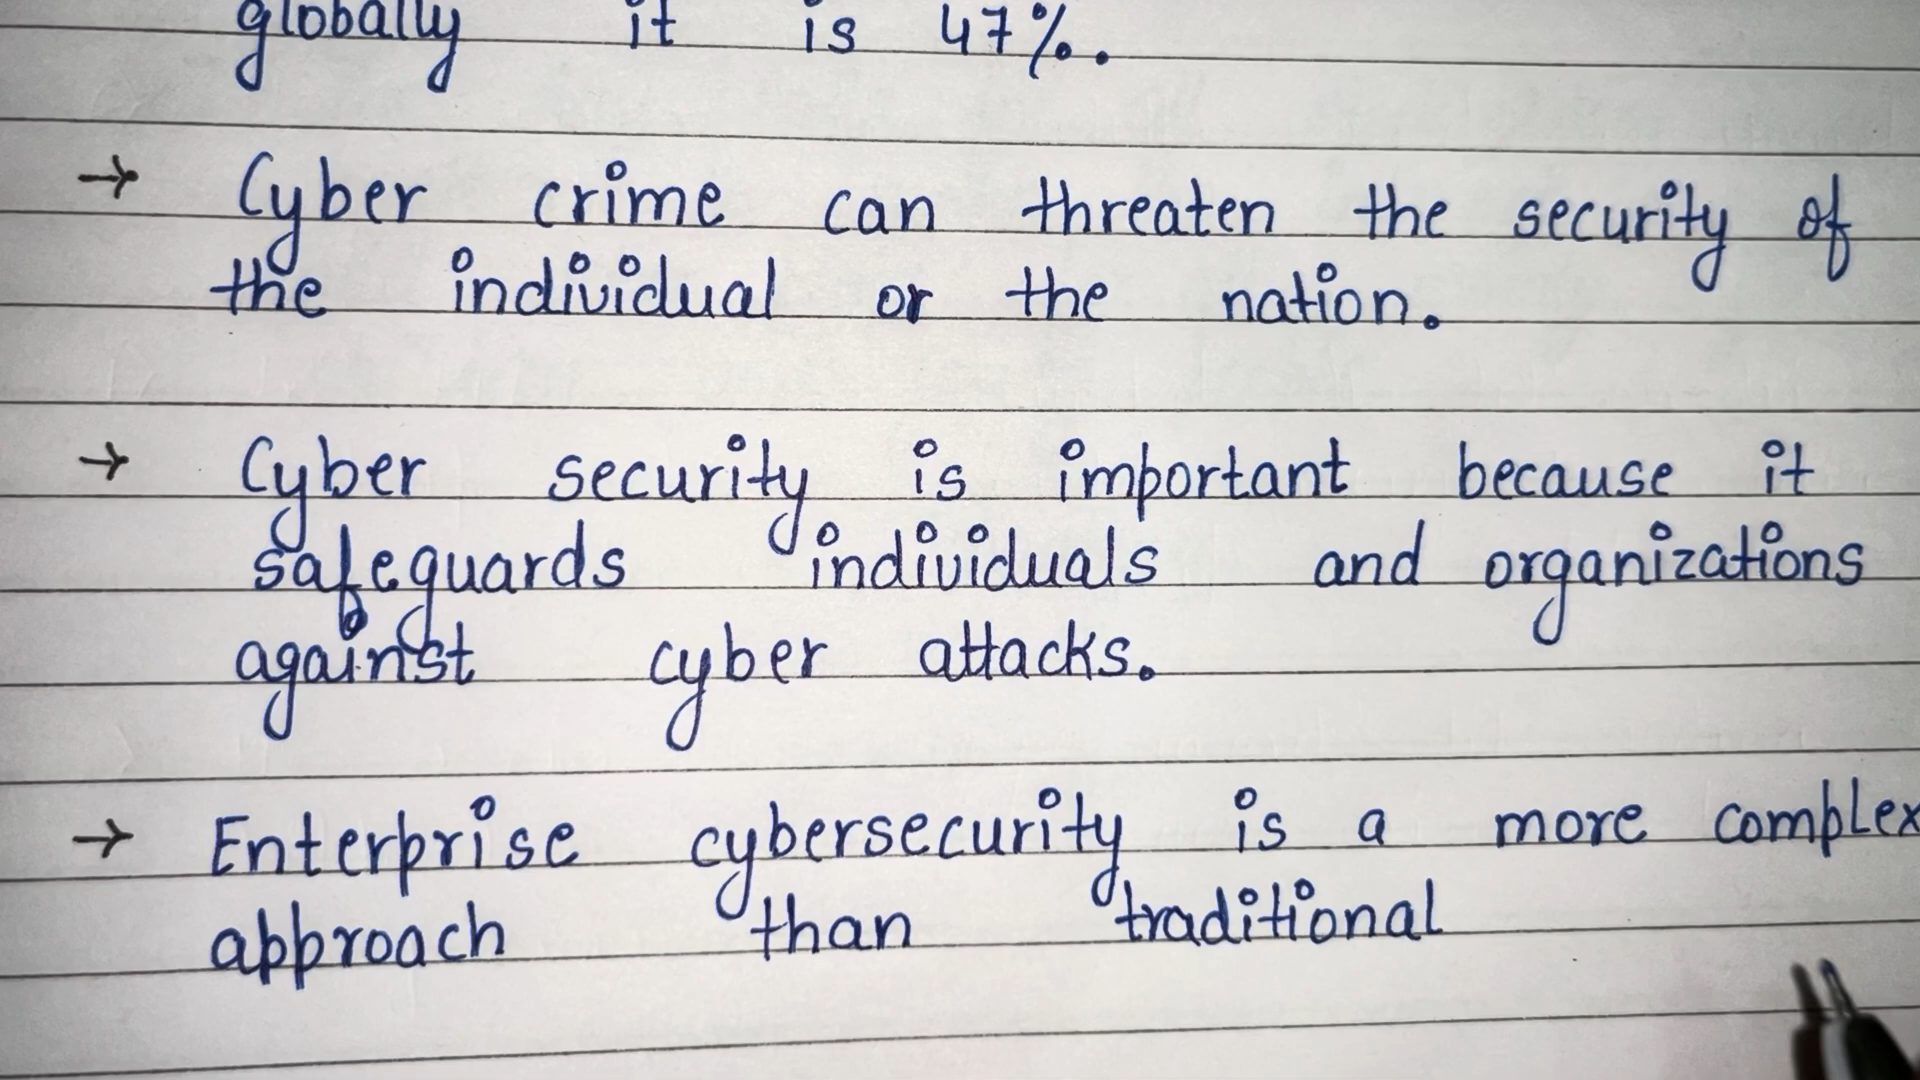 globally it is 47%.
→ Cyber crime can threaten the security of
the individual or the nation.
→ Cyber security is important because it
safeguards individuals and organizations
against cyber attacks.
→ Enterprise cybersecurity is a more complex
approach than traditional